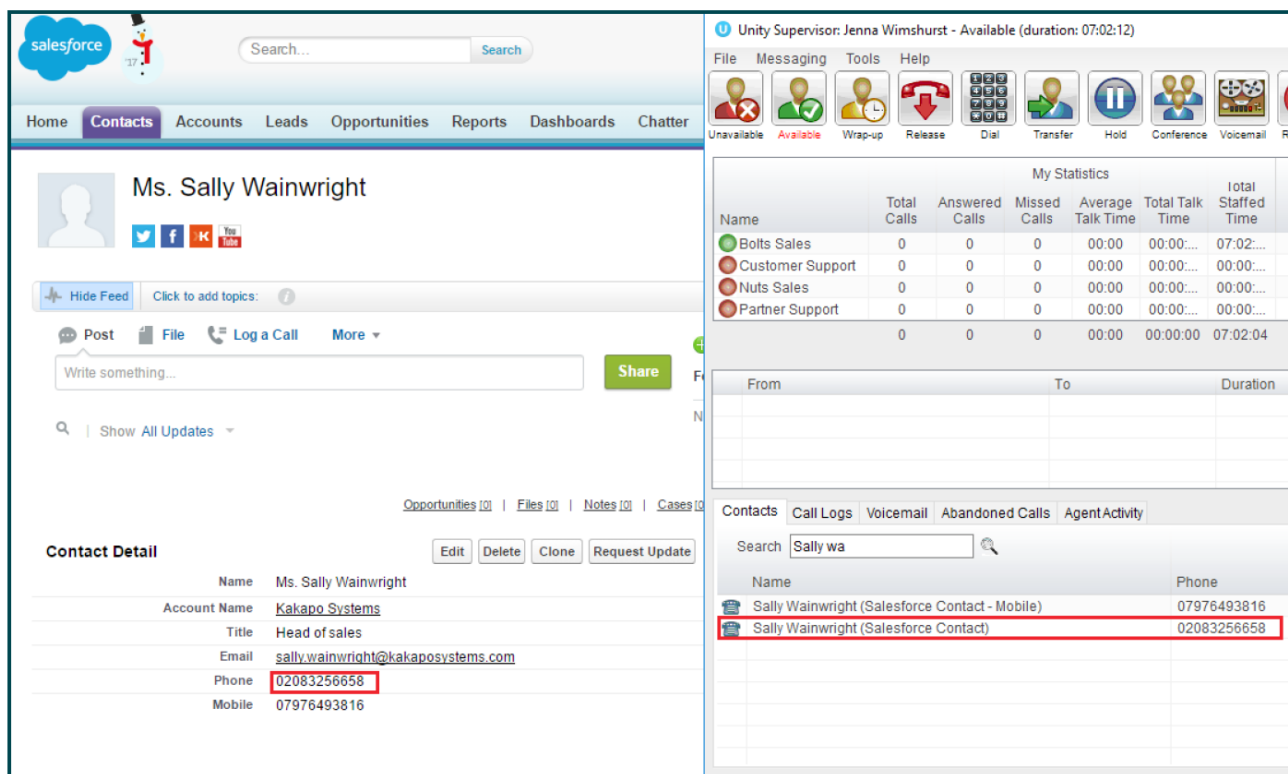 salesforce
'17
Search...
Search
Home Contacts Accounts Leads Opportunities Reports Dashboards Chatter
Ms. Sally Wainwright
You
Tube
Hide Feed Click to add topics:
Post File Log a Call More
Write something...
Share
Show All Updates
Opportunities [0] | Files [0] | Notes [0] | Cases [0
Contact Detail
Edit Delete Clone Request Update
Name Ms. Sally Wainwright
Account Name Kakapo Systems
Title Head of sales
Email sally.wainwright@kakaposystems.com
Phone 02083256658
Mobile 07976493816
Unity Supervisor: Jenna Wimshurst - Available (duration: 07:02:12)
File Messaging Tools Help
Unavailable Available Wrap-up Release Dial Transfer Hold Conference Voicemail
My Statistics
Name Total Calls Answered Calls Missed Calls Average Talk Time Total Talk Time Total Staffed Time
Bolts Sales 0 0 0 00:00 00:00:... 07:02:...
Customer Support 0 0 0 00:00 00:00:... 00:00:...
Nuts Sales 0 0 0 00:00 00:00:... 00:00:...
Partner Support 0 0 0 00:00 00:00:... 00:00:...
0 0 0 00:00 00:00:00 07:02:04
From To Duration
Contacts Call Logs Voicemail Abandoned Calls Agent Activity
Search Sally wa
Name Phone
Sally Wainwright (Salesforce Contact - Mobile) 07976493816
Sally Wainwright (Salesforce Contact) 02083256658